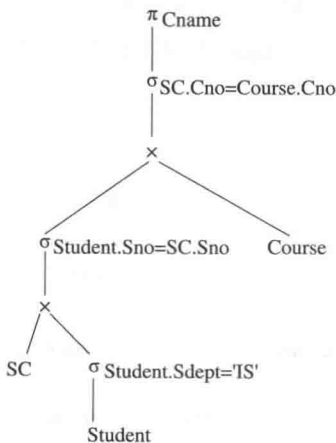 π Cname
σ SC.Cno=Course.Cno
×
σ Student.Sno=SC.Sno Course
×
SC σ Student.Sdept='IS'
Student